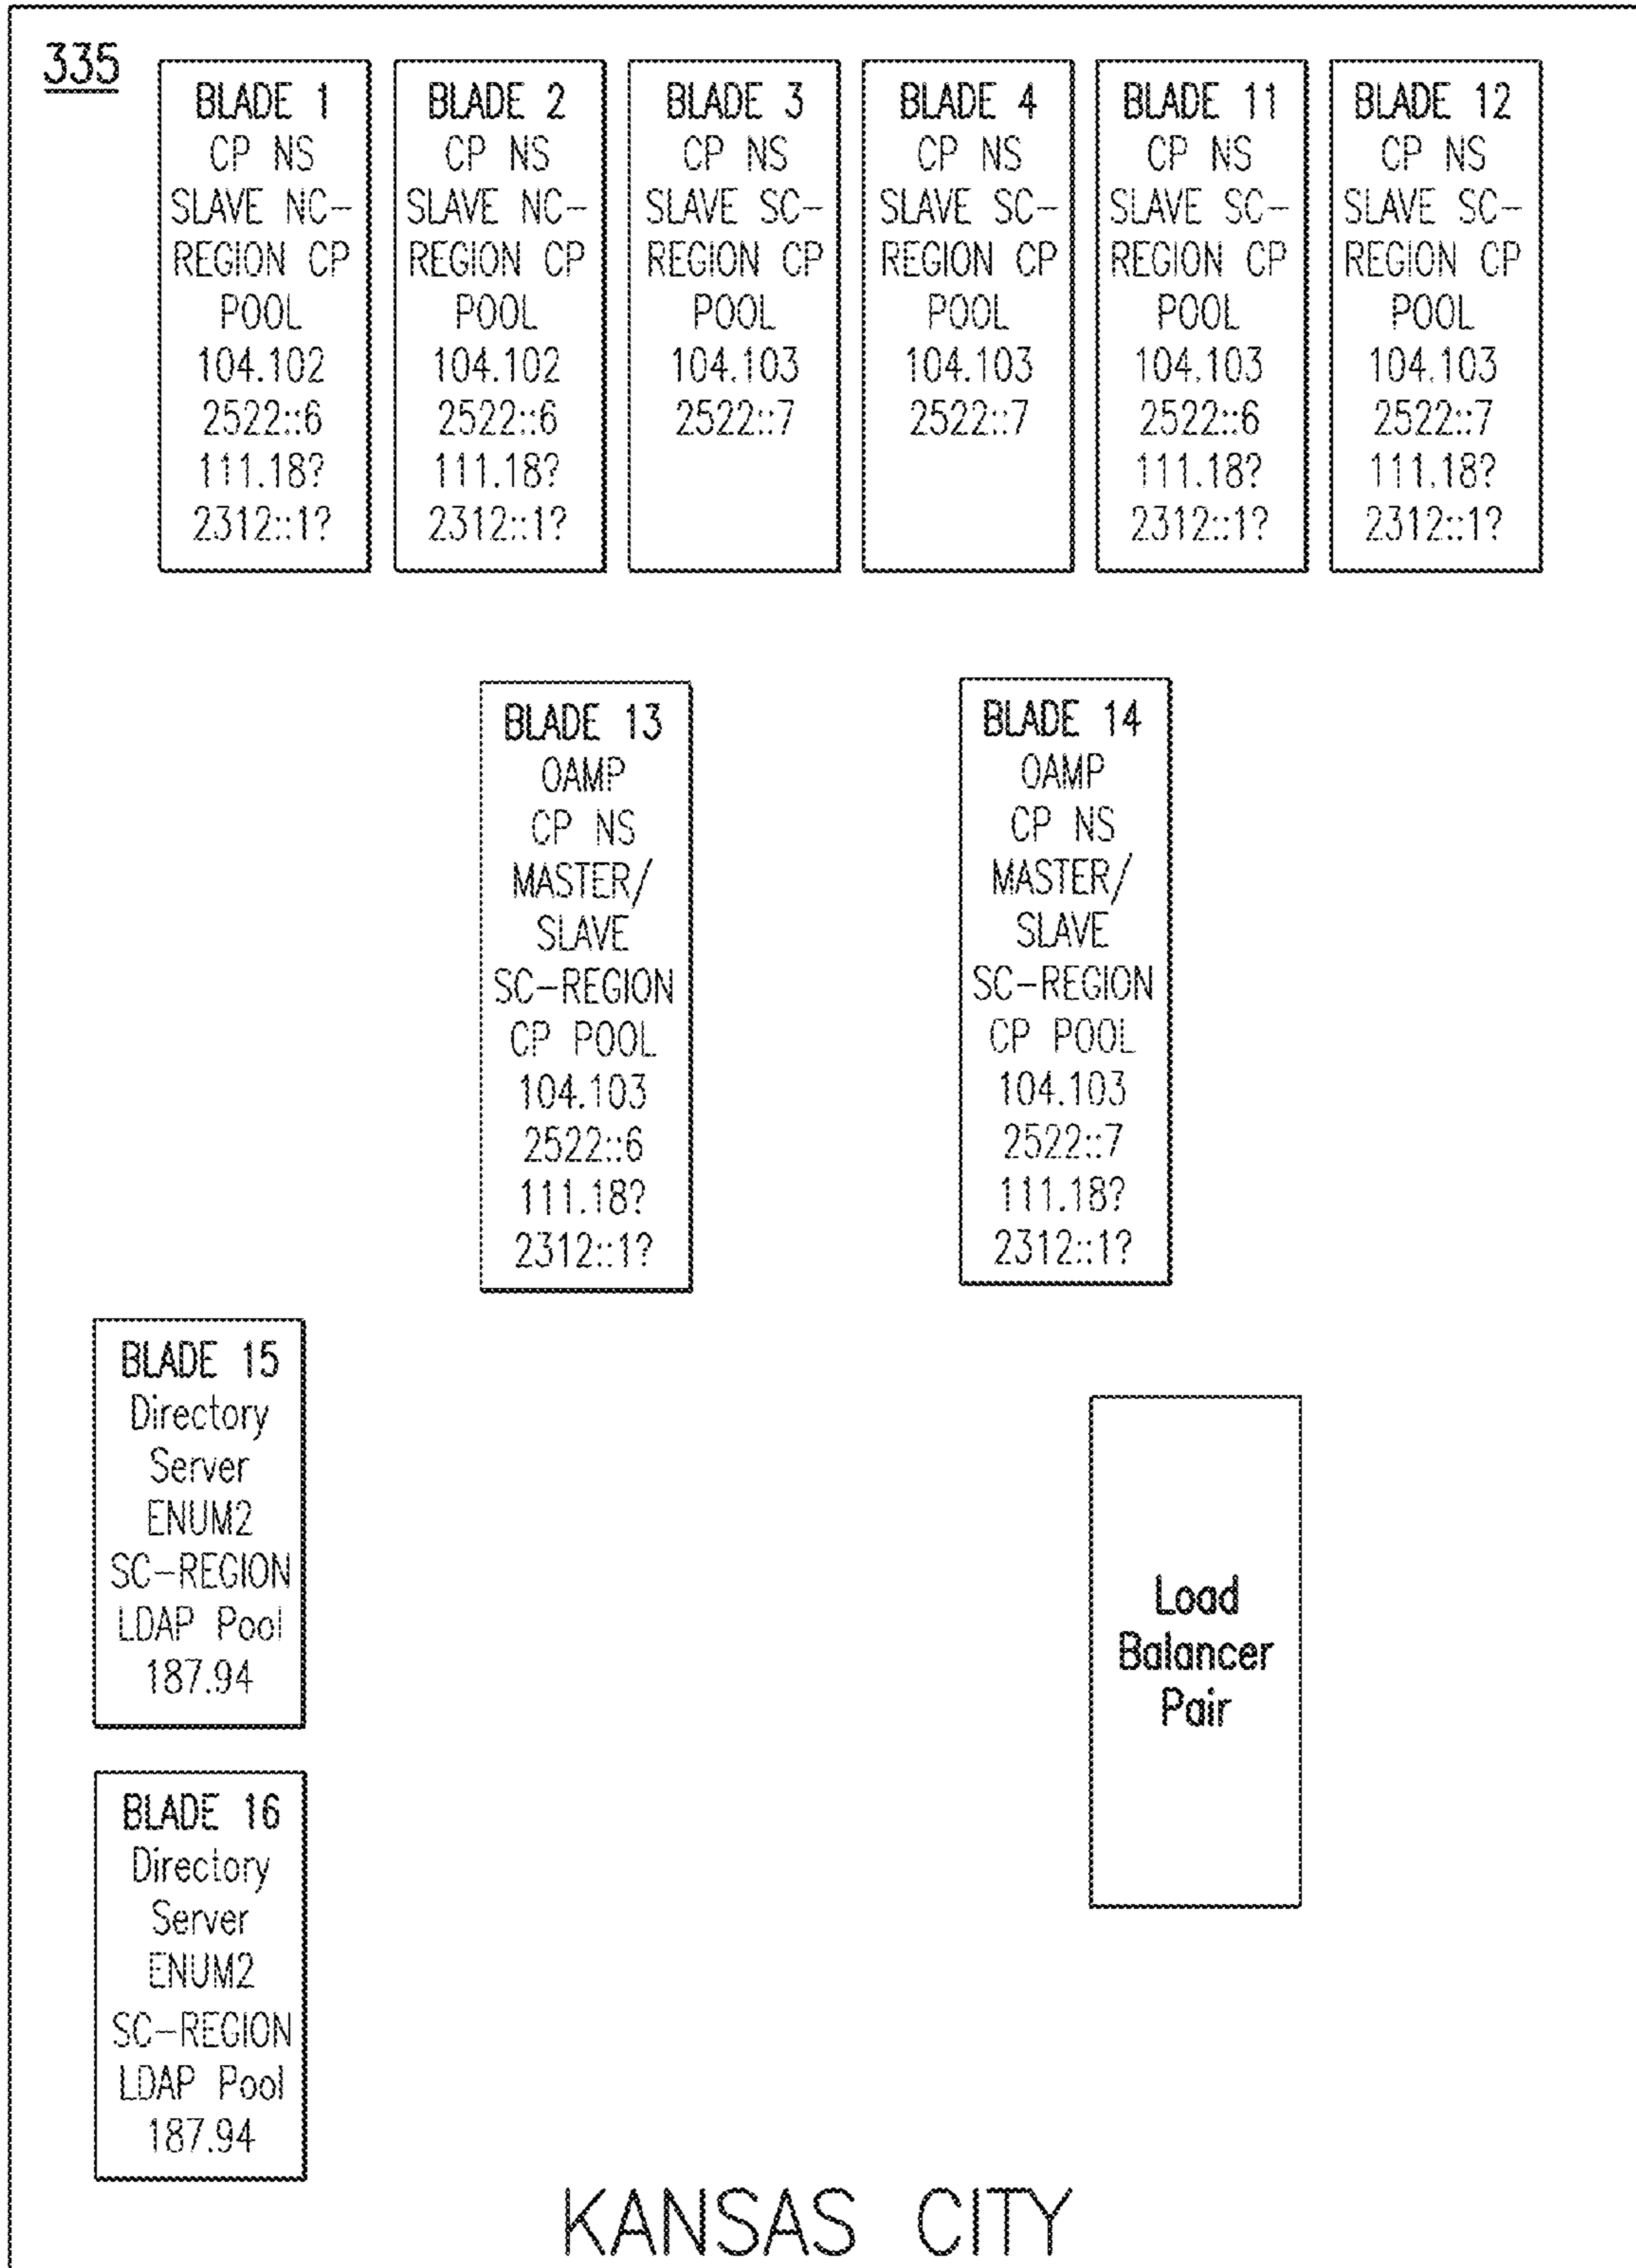 335
BLADE 1
CP NS
SLAVE NC-
REGION CP
POOL
104.102
2522::6
111.18?
2312::1?
BLADE 2
CP NS
SLAVE NC-
REGION CP
POOL
104.102
2522::6
111.18?
2312::1?
BLADE 3
CP NS
SLAVE SC-
REGION CP
POOL
104.103
2522::7
BLADE 4
CP NS
SLAVE SC-
REGION CP
POOL
104.103
2522::7
BLADE 11
CP NS
SLAVE SC-
REGION CP
POOL
104.103
2522::6
111.18?
2312::1?
BLADE 12
CP NS
SLAVE SC-
REGION CP
POOL
104.103
2522::7
111.18?
2312::1?
BLADE 13
OAMP
CP NS
MASTER/
SLAVE
SC-REGION
CP POOL
104.103
2522::6
111.18?
2312::1?
BLADE 14
OAMP
CP NS
MASTER/
SLAVE
SC-REGION
CP POOL
104.103
2522::7
111.18?
2312::1?
BLADE 15
Directory
Server
ENUM2
SC-REGION
LDAP Pool
187.94
Load
Balancer
Pair
BLADE 16
Directory
Server
ENUM2
SC-REGION
LDAP Pool
187.94
KANSAS CITY